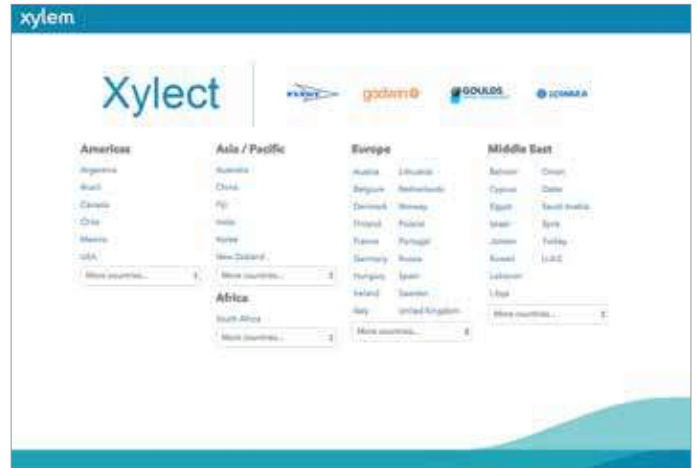 xylem
Xylect
FLYGT
godwin
GOULDS
LOWARA
Americas
Argentina
Brazil
Canada
Chile
Mexico
USA
More countries...
Asia / Pacific
Australia
China
Fiji
India
Korea
New Zealand
More countries...
Africa
South Africa
More countries...
Europe
Austria Lithuania
Belgium Netherlands
Denmark Norway
Finland Poland
France Portugal
Germany Russia
Hungary Spain
Ireland Sweden
Italy United Kingdom
More countries...
Middle East
Bahrain Oman
Cyprus Qatar
Egypt Saudi Arabia
Israel Syria
Jordan Turkey
Kuwait U.A.E
Lebanon
Libya
More countries...